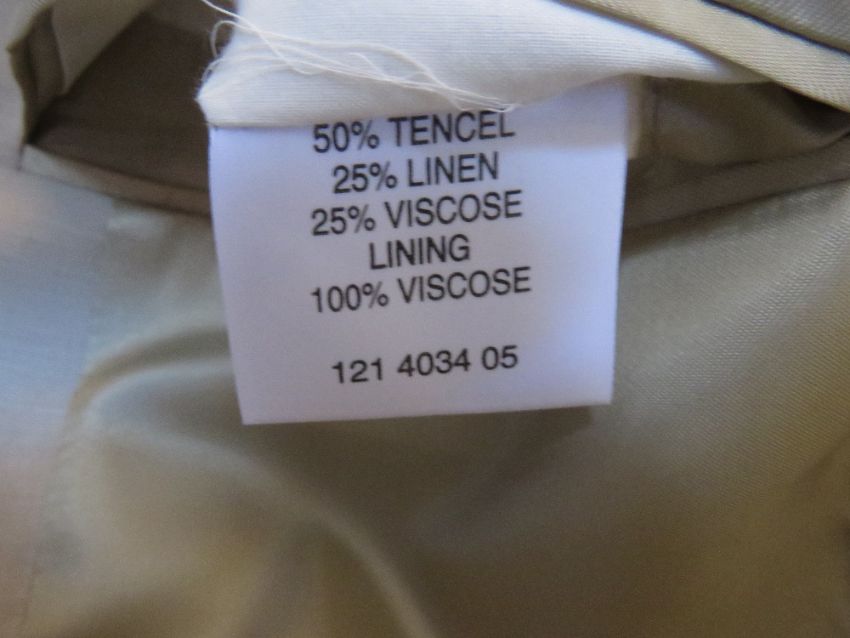 50% TENCEL
25% LINEN
25% VISCOSE
LINING
100% VISCOSE
121 4034 05